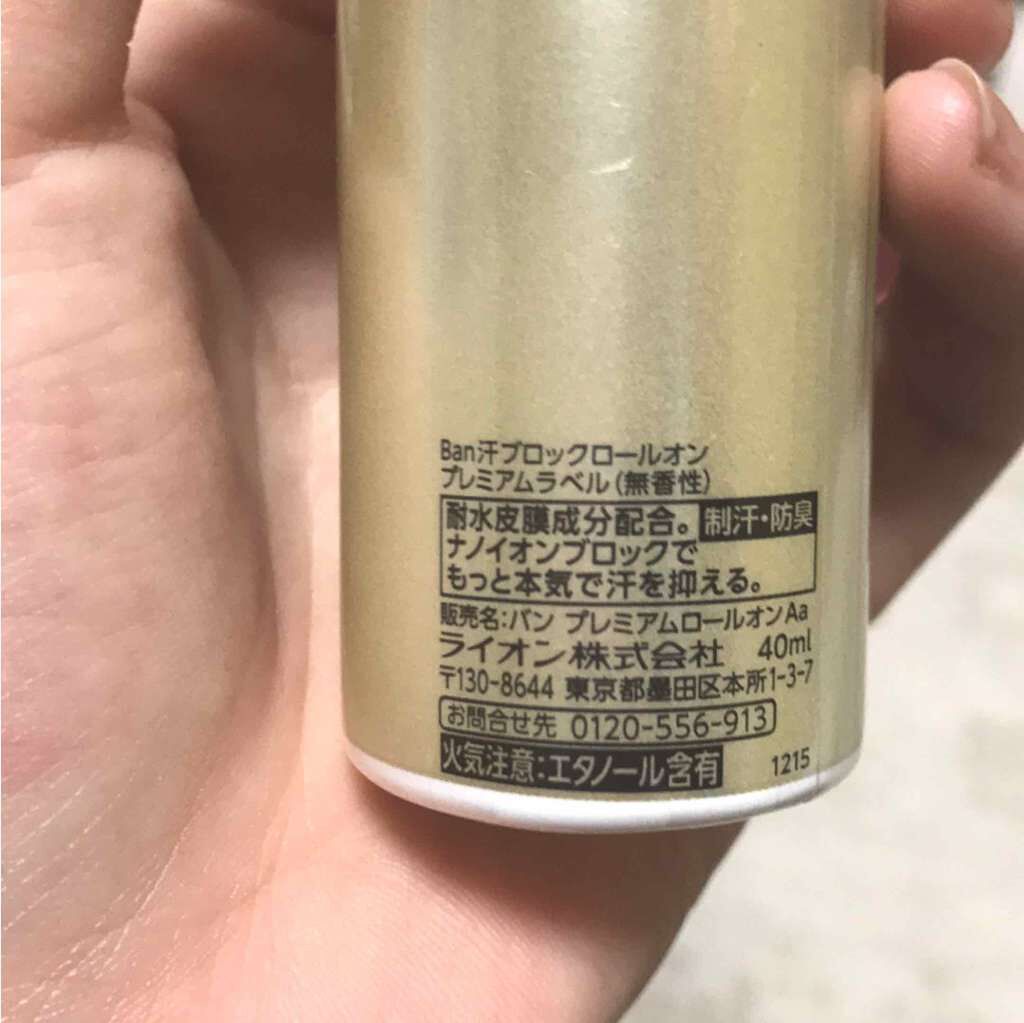 Ban汗ブロックロールオン
プレミアムラベル(無香性)
耐水皮膜成分配合。 制汗・防臭
ナノイオンブロックで
もっと本気で汗を抑える。
販売名:バン プレミアムロールオンAa
ライオン株式会社 40ml
〒130-8644 東京都墨田区本所1-3-7
お問合せ先 0120-556-913
火気注意:エタノール含有 1215